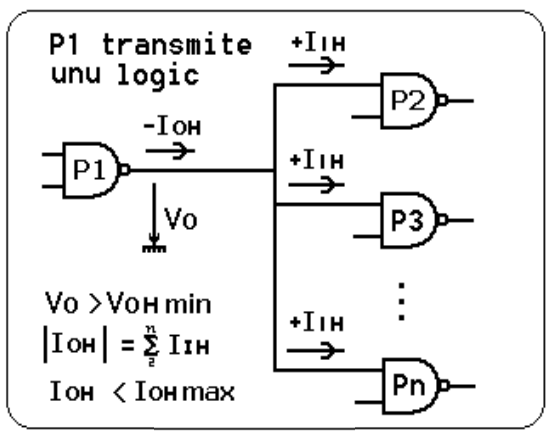 P1 transmite
unu logic
+IIH
P2
-IOH
P1
+IIH
Vo
P3
Vo >VOH min
|IOH| = n∑2 IIH
+IIH
IOH < IOH max
Pn